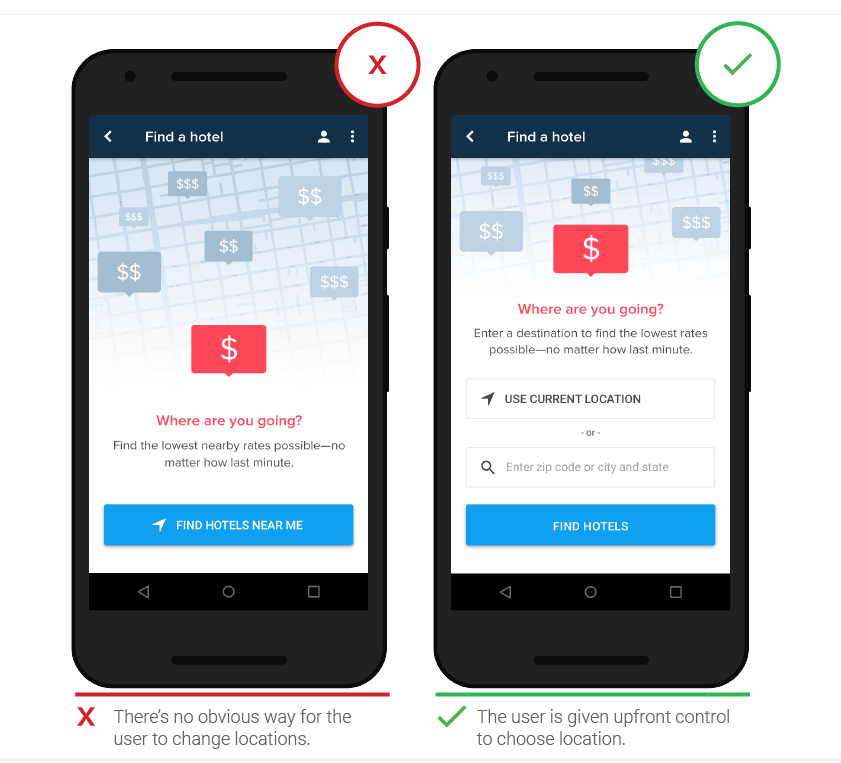 X
Find a hotel
$$$
$$
$$$
$$
$$
$$$
$
Where are you going?
Find the lowest nearby rates possible—no
matter how last minute.
FIND HOTELS NEAR ME
X There's no obvious way for the
user to change locations.
Find a hotel
$$$
$$$
$$
$$
$$$
$
Where are you going?
Enter a destination to find the lowest rates
possible—no matter how last minute.
USE CURRENT LOCATION
- or -
Enter zip code or city and state
FIND HOTELS
The user is given upfront control
to choose location.